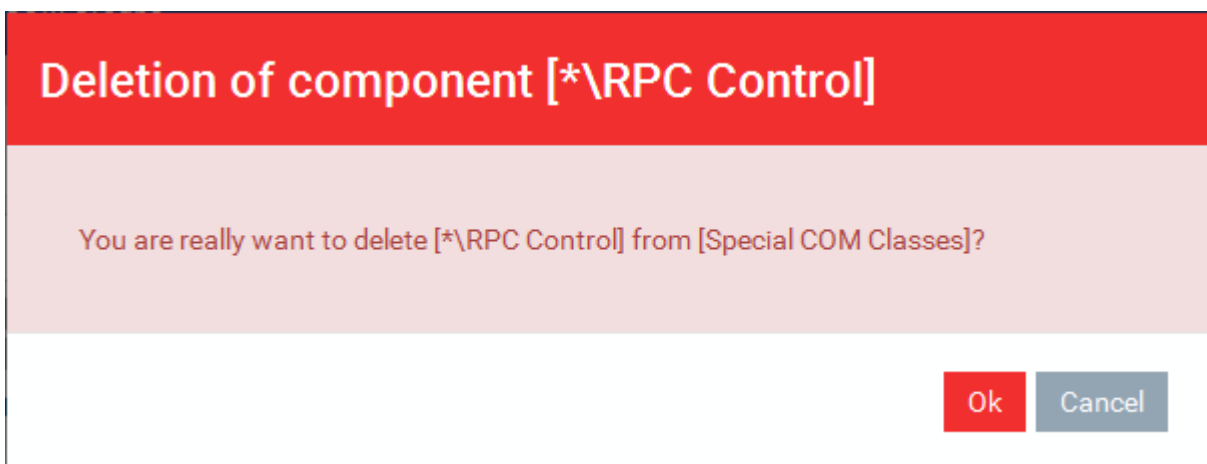 Deletion of component [*\RPC Control]
You are really want to delete [*\RPC Control] from [Special COM Classes]?
Ok
Cancel